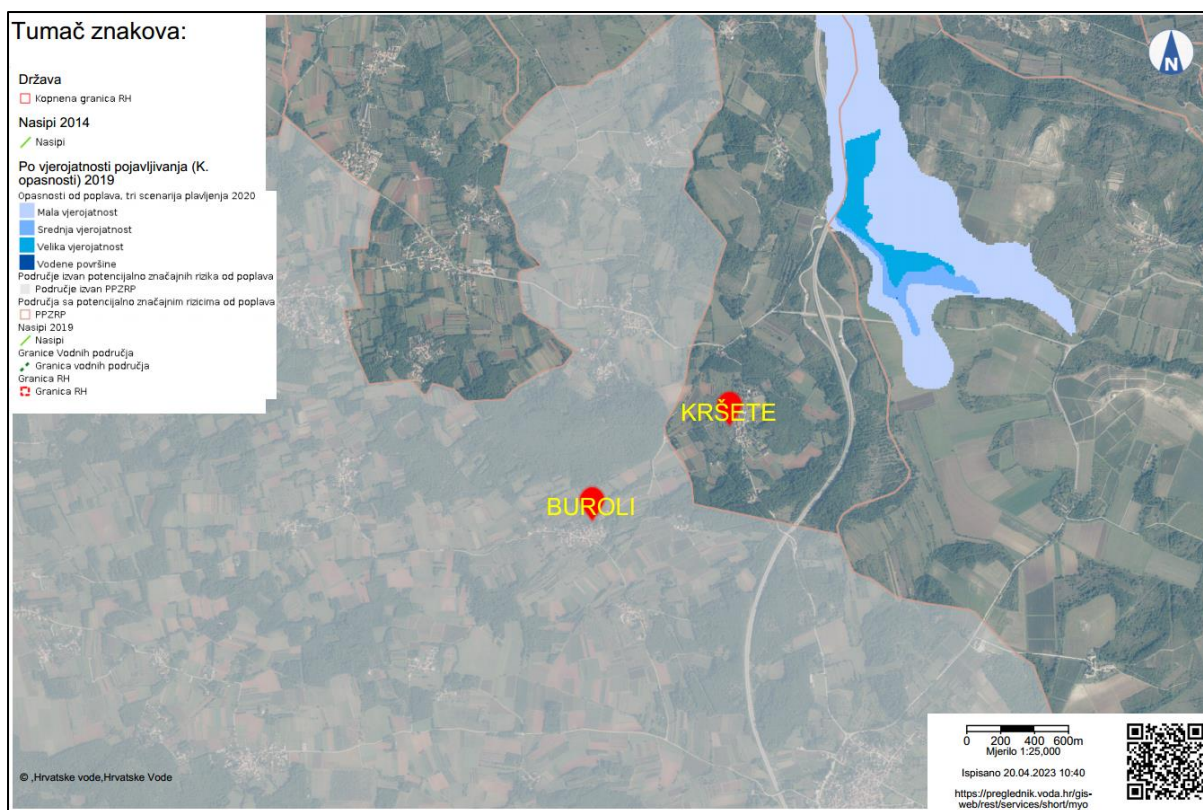 Tumač znakova:
Država
Kopnena granica RH
Nasipi 2014
Nasipi
Po vjerojatnosti pojavljivanja (K.
opasnosti) 2019
Opasnosti od poplava, tri scenarija plavljenja 2020
Mala vjerojatnost
Srednja vjerojatnost
Velika vjerojatnost
Vodene površine
Područje izvan potencijalno značajnih rizika od poplava
Područje izvan PPZRP
Područja sa potencijalno značajnim rizicima od poplava
PPZRP
Nasipi 2019
Nasipi
Granice Vodnih područja
Granica vodnih područja
Granica RH
Granica RH
N
KRŠETE
BUROLI
0 200 400 600m
Mjerilo 1:25,000
Ispisano 20.04.2023 10:40
https://preglednik.voda.hr/gis-
web/rest/services/short/myo
© ,Hrvatske vode,Hrvatske Vode